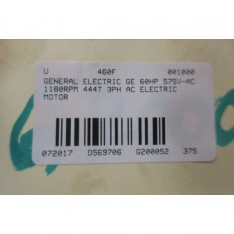 U 460F 001000
GENERAL ELECTRIC GE 60HP 575V-AC
1180RPM 444T 3PH AC ELECTRIC
MOTOR
072017 D569706 G200052 375